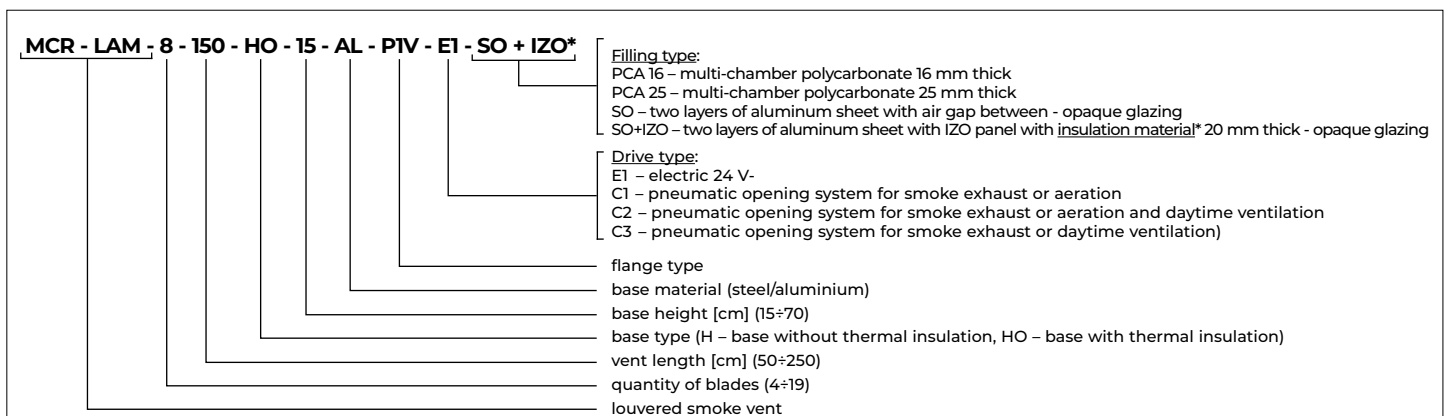 MCR - LAM - 8 - 150 - HO - 15 - AL - P1V - E1 - SO + IZO*
Filling type:
PCA 16 – multi-chamber polycarbonate 16 mm thick
PCA 25 – multi-chamber polycarbonate 25 mm thick
SO – two layers of aluminum sheet with air gap between - opaque glazing
SO+IZO – two layers of aluminum sheet with IZO panel with insulation material* 20 mm thick - opaque glazing
Drive type:
E1 – electric 24 V-
C1 – pneumatic opening system for smoke exhaust or aeration
C2 – pneumatic opening system for smoke exhaust or aeration and daytime ventilation
C3 – pneumatic opening system for smoke exhaust or daytime ventilation)
flange type
base material (steel/aluminium)
base height [cm] (15÷70)
base type (H – base without thermal insulation, HO – base with thermal insulation)
vent length [cm] (50÷250)
quantity of blades (4÷19)
louvered smoke vent